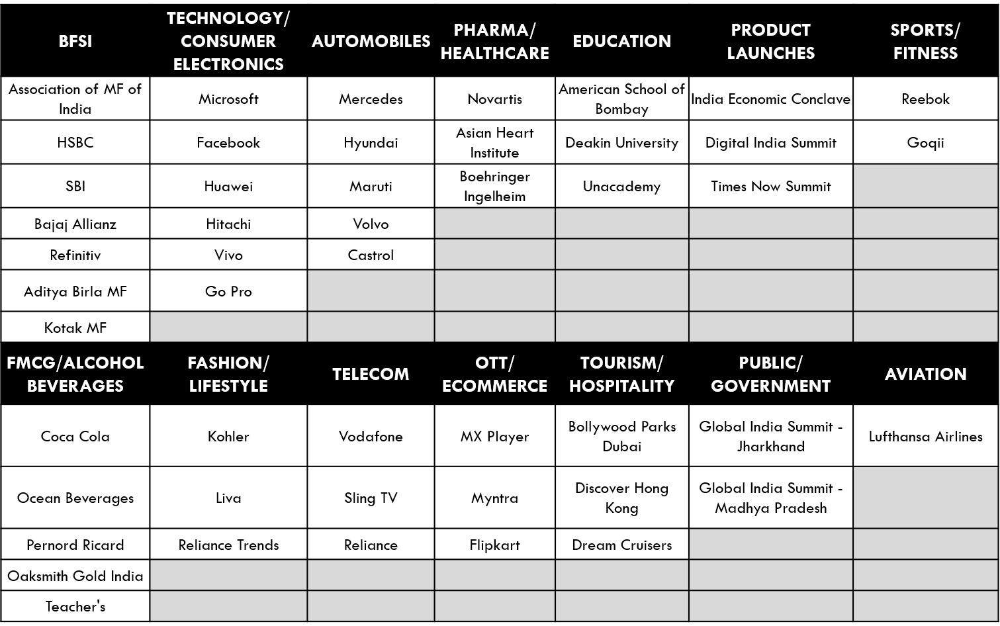 BFSI
TECHNOLOGY/
CONSUMER
ELECTRONICS
AUTOMOBILES
PHARMA/
HEALTHCARE
EDUCATION
PRODUCT
LAUNCHES
SPORTS/
FITNESS
Association of MF of
India
Microsoft
Mercedes
Novartis
American School of
Bombay
India Economic Conclave
Reebok
HSBC
Facebook
Hyundai
Asian Heart
Institute
Deakin University
Digital India Summit
Goqii
SBI
Huawei
Maruti
Boehringer
Ingelheim
Unacademy
Times Now Summit
Bajaj Allianz
Hitachi
Volvo
Refinitiv
Vivo
Castrol
Aditya Birla MF
Go Pro
Kotak MF
FMCG/ALCOHOL
BEVERAGES
FASHION/
LIFESTYLE
TELECOM
OTT/
ECOMMERCE
TOURISM/
HOSPITALITY
PUBLIC/
GOVERNMENT
AVIATION
Coca Cola
Kohler
Vodafone
MX Player
Bollywood Parks
Dubai
Global India Summit -
Jharkhand
Lufthansa Airlines
Ocean Beverages
Liva
Sling TV
Myntra
Discover Hong
Kong
Global India Summit -
Madhya Pradesh
Pernord Ricard
Reliance Trends
Reliance
Flipkart
Dream Cruisers
Oaksmith Gold India
Teacher's